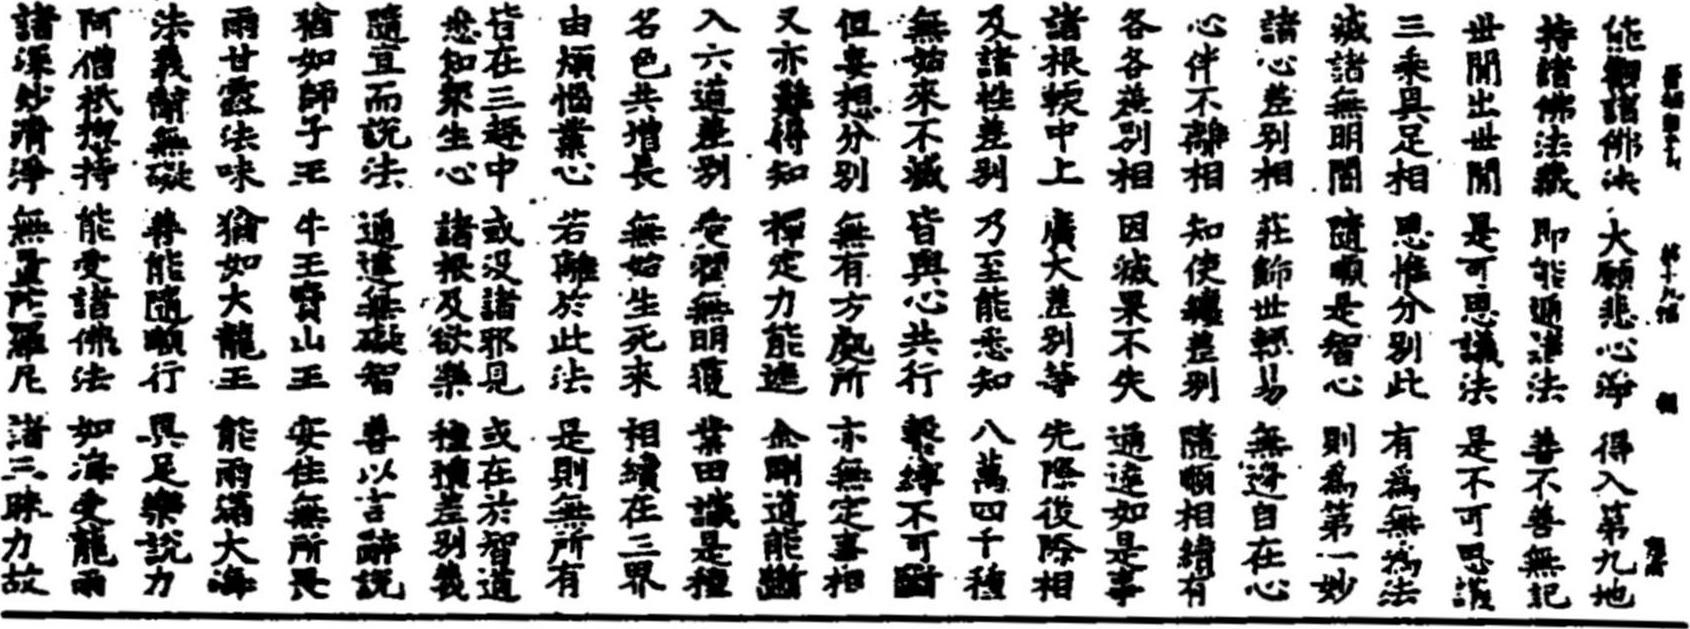 能觀諸佛決　大願悲心淨　得入第九地
持諸佛法藏　即能通達法　善不善無記
世間出世間　是可思議法　是不可思議
三乘具足相　思惟分別此　有為無為法
滅諸無明闇　隨順是智心　則為第一妙
諸心差別相　莊飾世輕易　無邊自在心
心伴不離相　知使纏差別　隨順相續有
各各差別相　因滅果不失　通達如是事
諸根輭中上　廣大差別等　先際後際相
及諸性差別　乃至能悉知　八萬四千種
無始來不滅　皆與心共行　繫縛不可斷
但妄想分別　無有方處所　亦無定事相
又亦難得知　禪定力能進　金剛道能斷
入六道差別　愛潤無明覆　業田識是種
名色共增長　無始生死來　相續在三界
由煩惱業心　若離於此法　是則無所有
皆在三趣中　或沒諸邪見　或在於智道
悉知眾生心　諸根及欲樂　種種差別義
隨宜而說法　通達無礙智　善以言辭說
猶如師子王　牛王寶山王　安住無所畏
雨甘露法味　猶如大龍王　能雨滿大海
法義辭無礙　并能隨順行　具足樂說力
阿僧祇　持　能受諸佛法　如海受龍雨
諸深妙清淨　無量陀羅尼　諸三昧力故